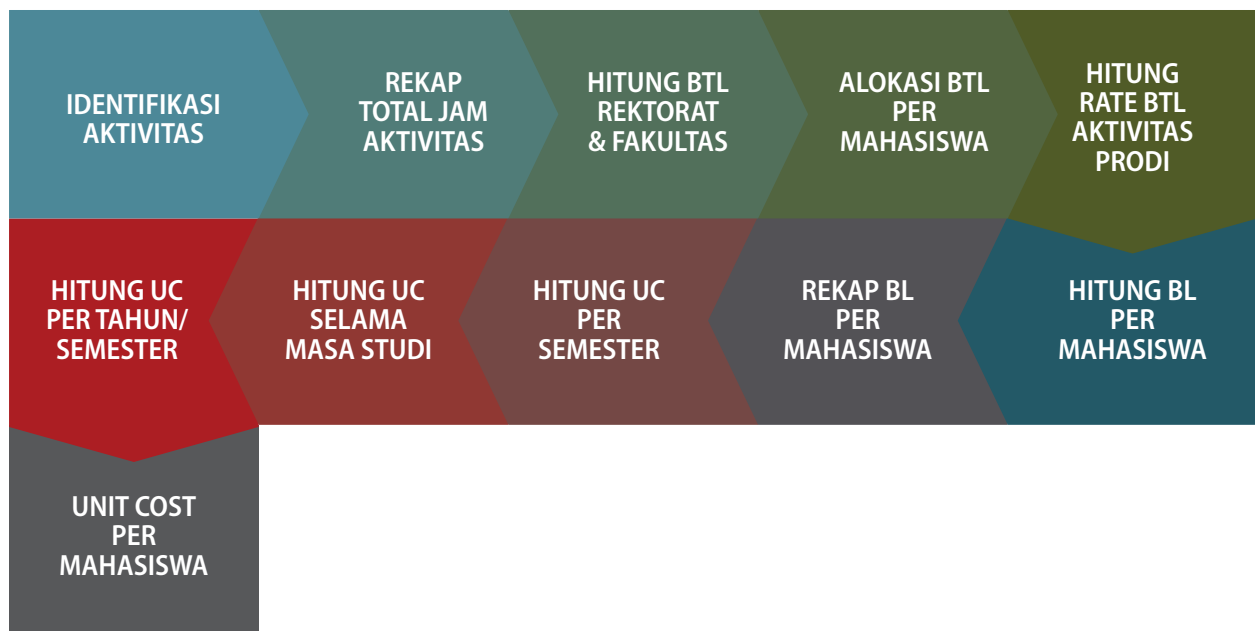 IDENTIFIKASI
AKTIVITAS
REKAP
TOTAL JAM
AKTIVITAS
HITUNG BTL
REKTORAT
& FAKULTAS
ALOKASI BTL
PER
MAHASISWA
HITUNG
RATE BTL
AKTIVITAS
PRODI
HITUNG BL
PER
MAHASISWA
REKAP BL
PER
MAHASISWA
HITUNG UC
PER
SEMESTER
HITUNG UC
SELAMA
MASA STUDI
HITUNG UC
PER TAHUN/
SEMESTER
UNIT COST
PER
MAHASISWA